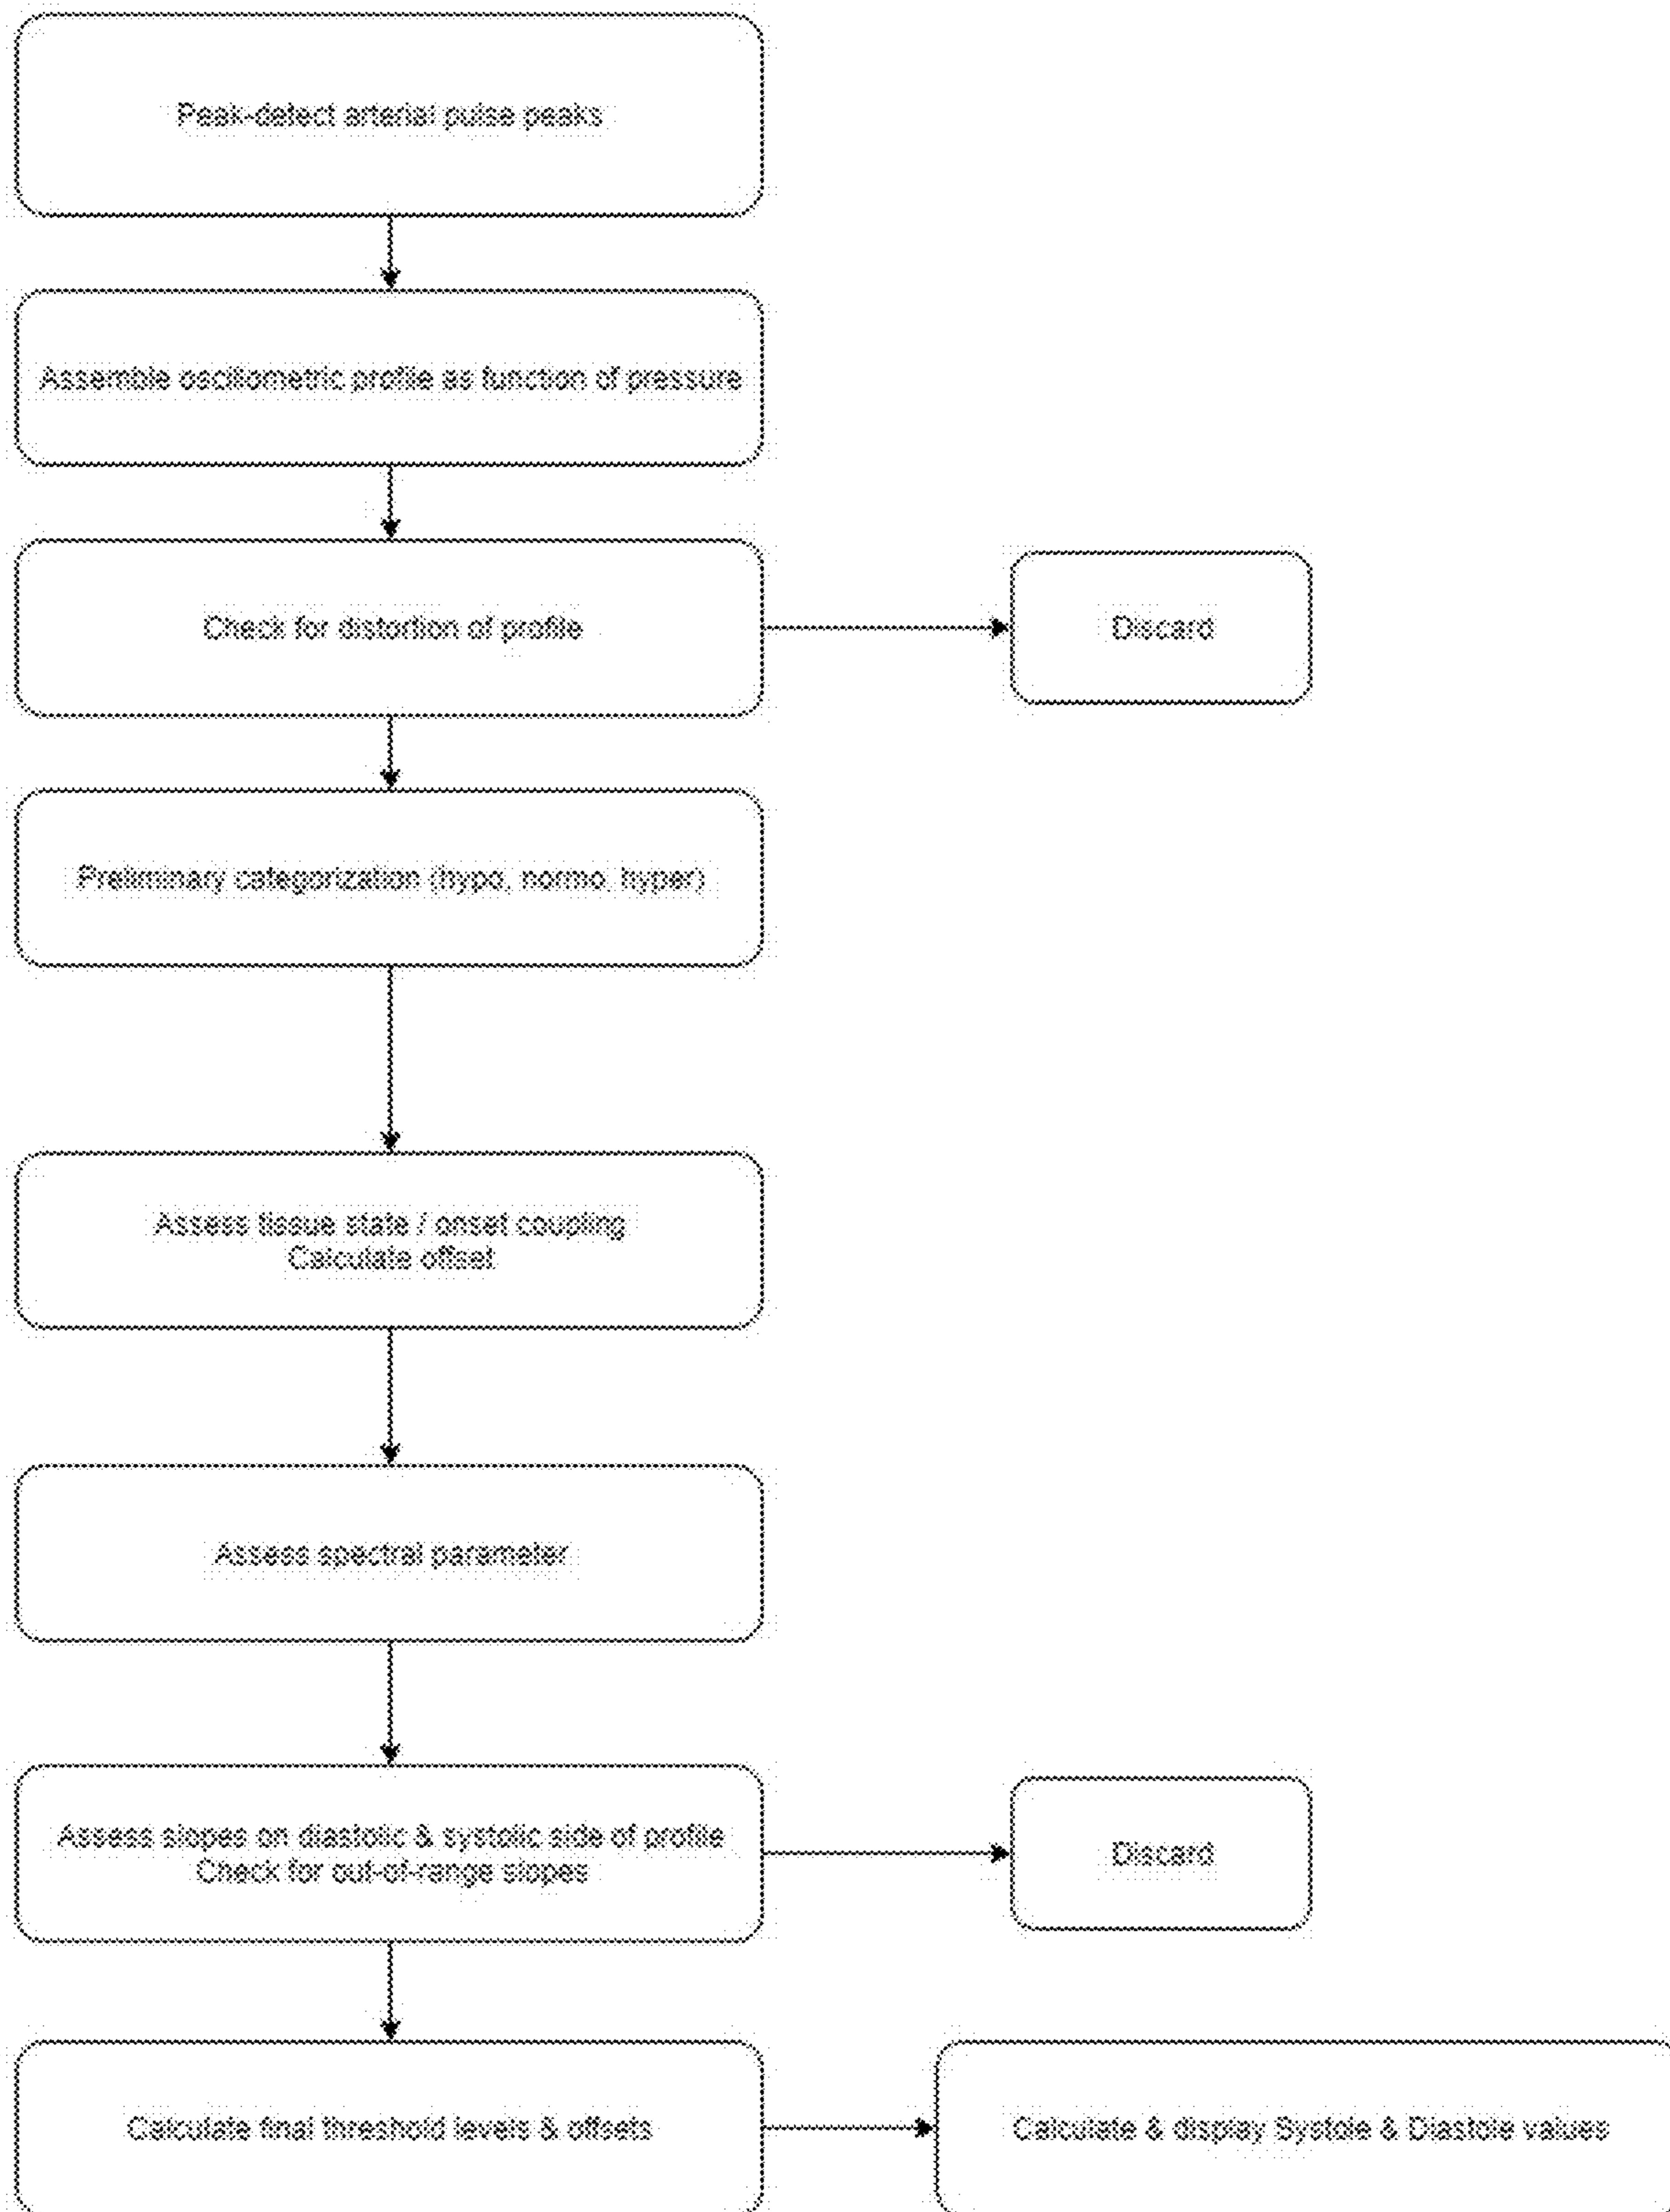 Peak-detect arterial pulse peaks
Assemble oscillometric profile as function of pressure
Check for distortion of profile
Discard
Preliminary categorization (hypo, normo, hyper)
Assess tissue state / onset coupling
Calculate offset
Assess spectral parameter
Assess slopes on diastolic & systolic side of profile
Check for out-of-range slopes
Discard
Calculate final threshold levels & offsets
Calculate & display Systole & Diastole values